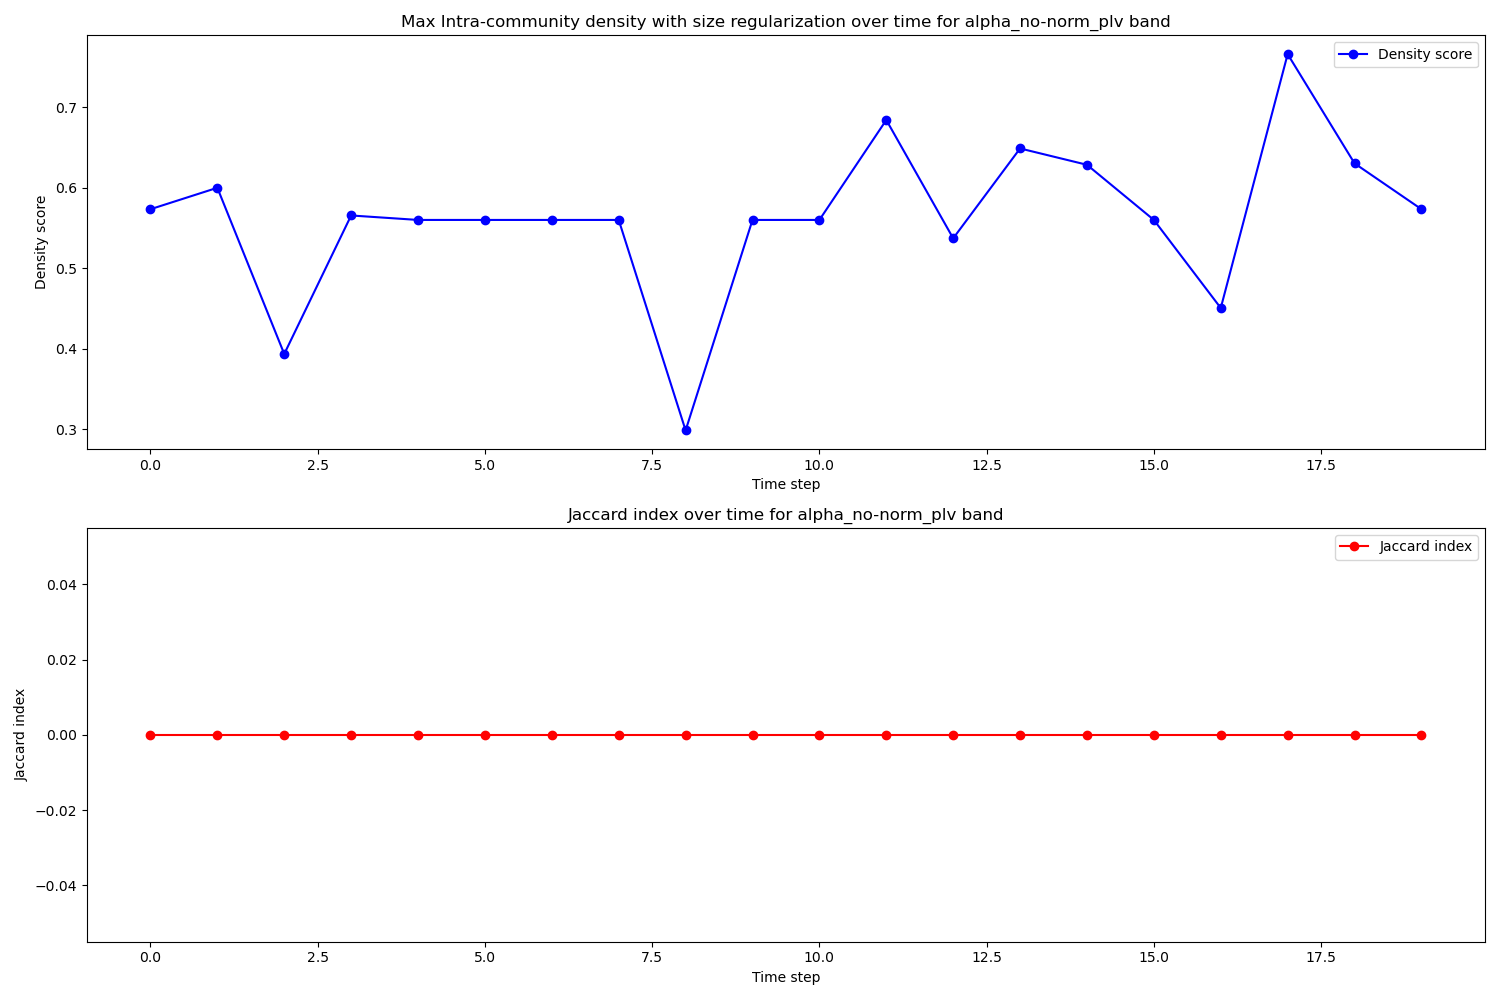 Max Intra-community density with size regularization over time for alpha_no-norm_plv band
Density score
0.7
0.6
0.5
0.4
0.3
Density score
0.0 2.5 5.0 7.5 10.0 12.5 15.0 17.5
Time step
Jaccard index over time for alpha_no-norm_plv band
Jaccard index
0.04
0.02
0.00
−0.02
−0.04
Jaccard index
0.0 2.5 5.0 7.5 10.0 12.5 15.0 17.5
Time step